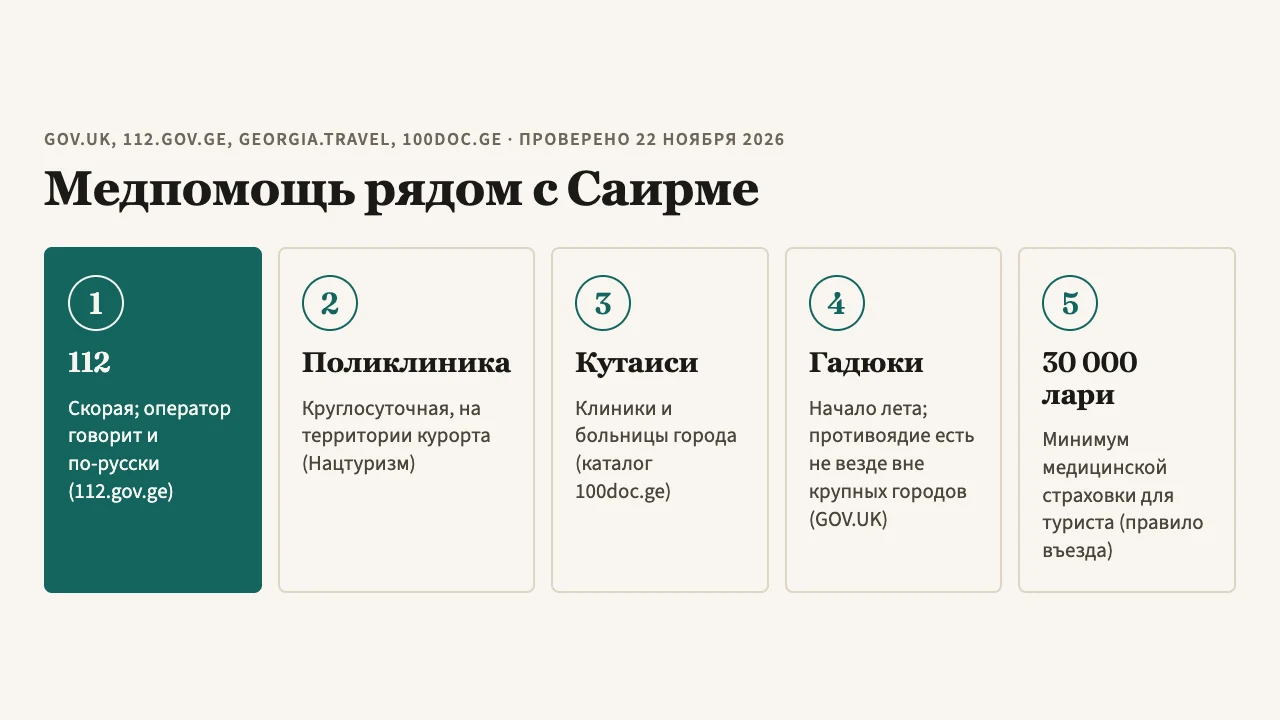 GOV.UK, 112.GOV.GE, GEORGIA.TRAVEL, 100DOC.GE · ПРОВЕРЕНО 22 НОЯБРЯ 2026
Медпомощь рядом с Саирме
1
112
Скорая; оператор
говорит и
по-русски
(112.gov.ge)
2
Поликлиника
Круглосуточная, на
территории курорта
(Нацтуризм)
3
Кутаиси
Клиники и
больницы города
(каталог
100doc.ge)
4
Гадюки
Начало лета;
противоядие есть
не везде вне
крупных городов
(GOV.UK)
5
30 000
лари
Минимум
медицинской
страховки для
туриста (правило
въезда)